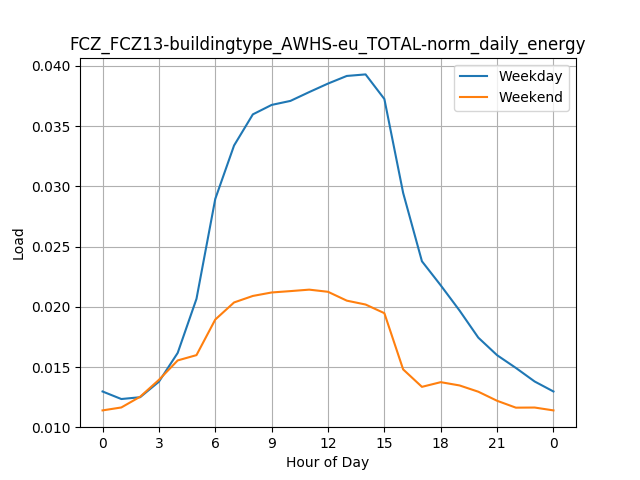 FCZ_FCZ13-buildingtype_AWHS-eu_TOTAL-norm_daily_energy
0.040
0.035
0.030
0.025
0.020
0.015
0.010
Load
Weekday
Weekend
0 3 6 9 12 15 18 21 0
Hour of Day